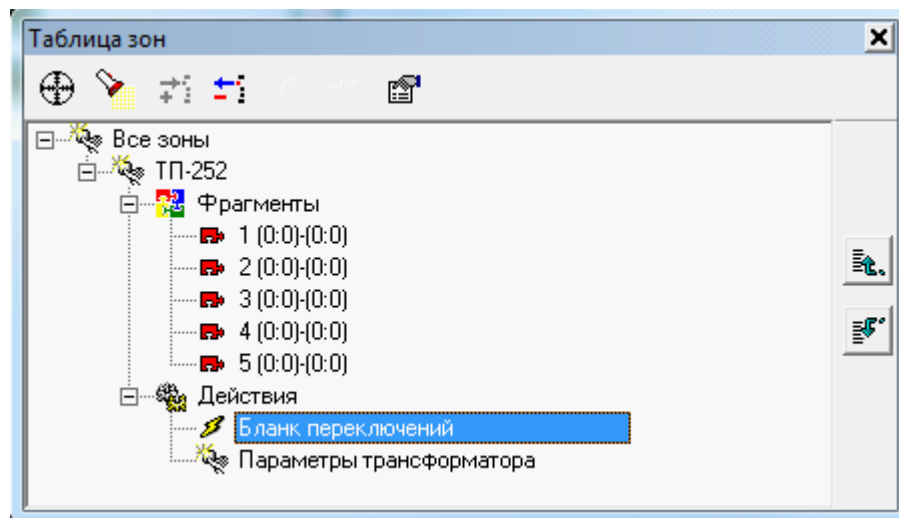 Таблица зон
Все зоны
ТП-252
Фрагменты
1 (0:0)-(0:0)
2 (0:0)-(0:0)
3 (0:0)-(0:0)
4 (0:0)-(0:0)
5 (0:0)-(0:0)
Действия
Бланк переключений
Параметры трансформатора